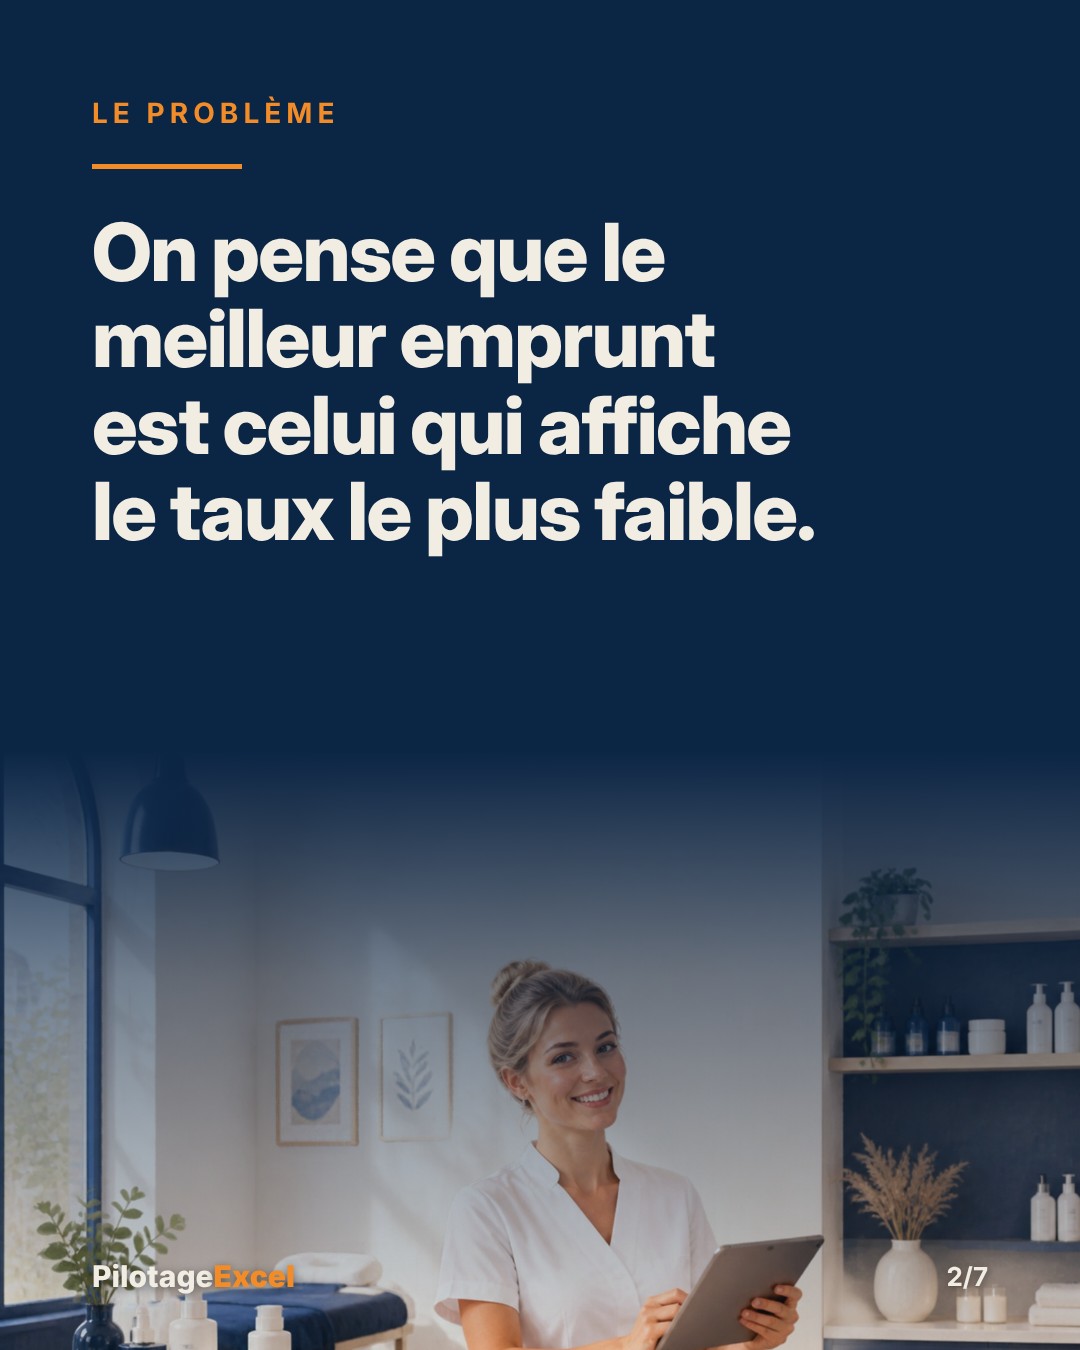 LE PROBLÈME
On pense que le
meilleur emprunt
est celui qui affiche
le taux le plus faible.
PilotageExcel
2/7